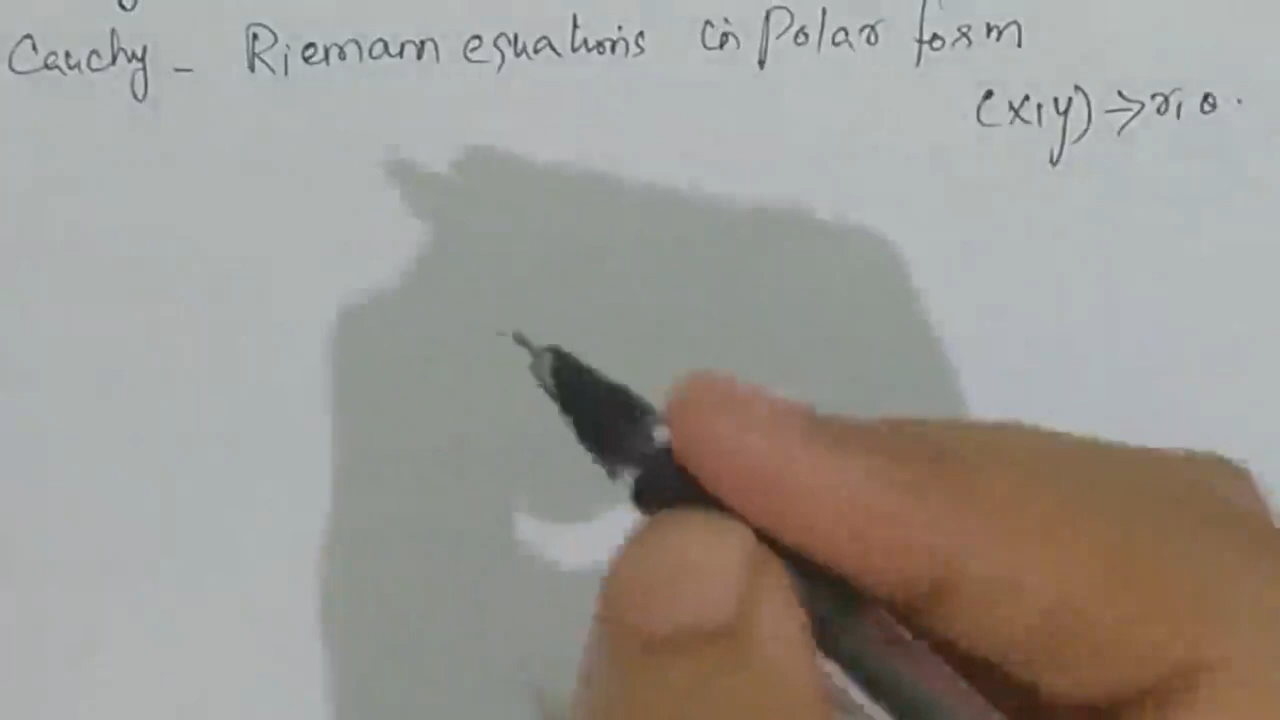 Cauchy - Riemann equations in Polar form
(x,y) → r, θ.